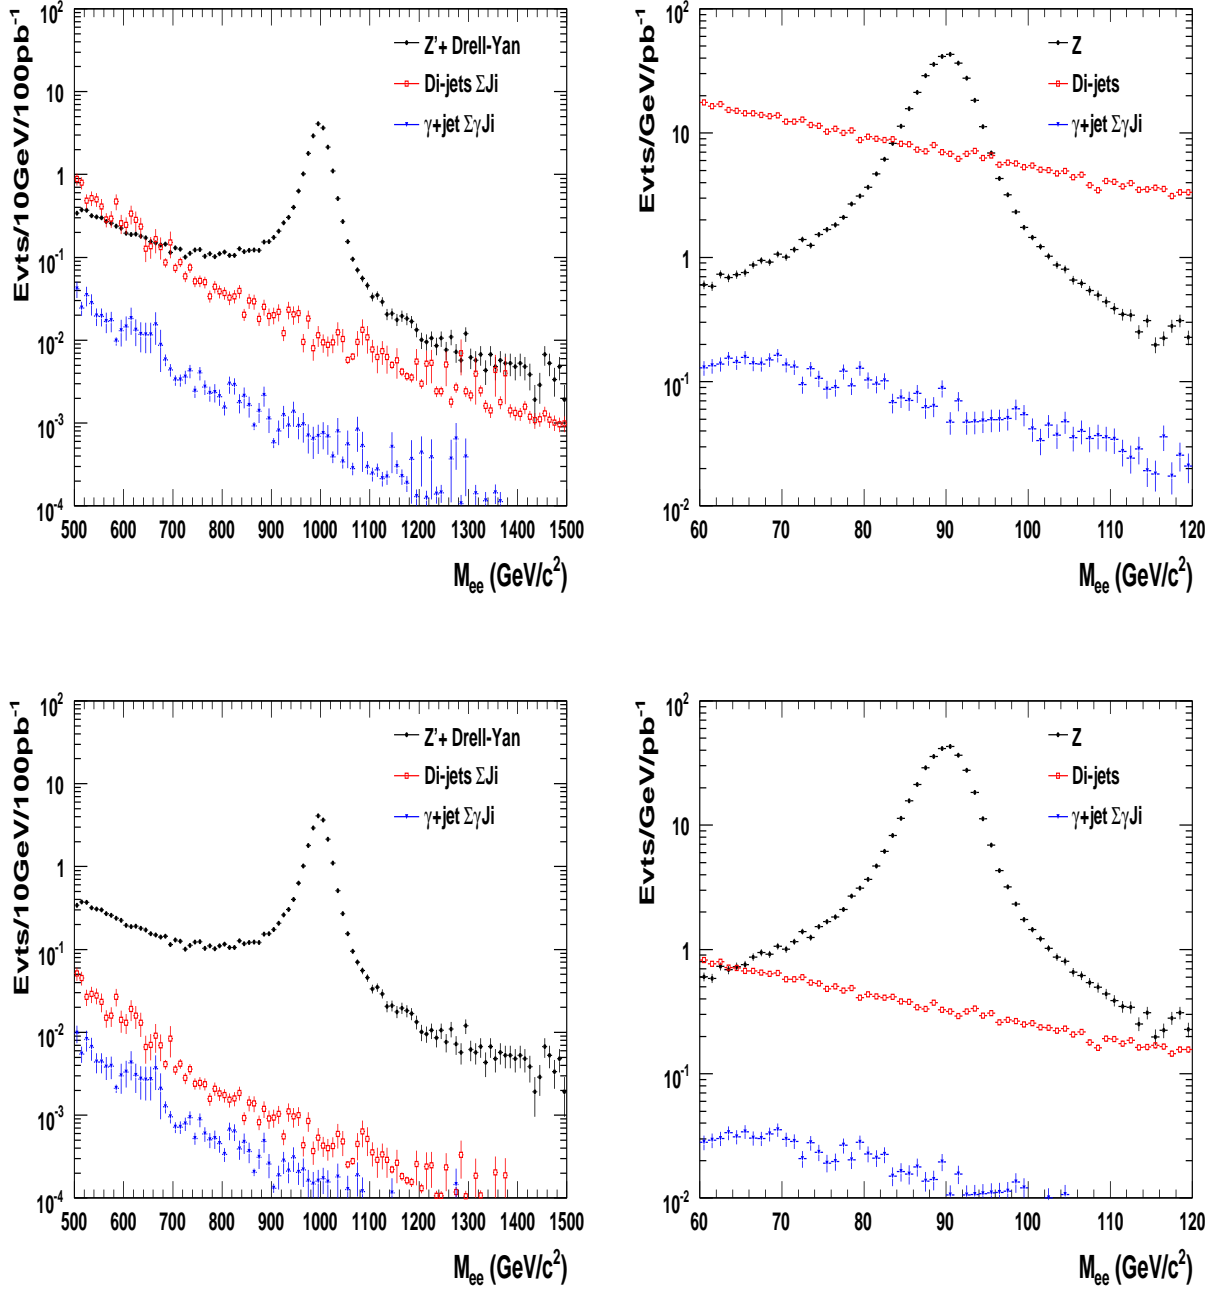 Evts/10GeV/100pb⁻¹
10²
10
1
10⁻¹
10⁻²
10⁻³
10⁻⁴
Z'+ Drell-Yan
Di-jets ΣJi
γ+jet ΣγJi
500 600 700 800 900 1000 1100 1200 1300 1400 1500
M_ee (GeV/c²)
Evts/GeV/pb⁻¹
10²
10
1
10⁻¹
10⁻²
Z
Di-jets
γ+jet ΣγJi
60 70 80 90 100 110 120
M_ee (GeV/c²)
Evts/10GeV/100pb⁻¹
10²
10
1
10⁻¹
10⁻²
10⁻³
10⁻⁴
Z'+ Drell-Yan
Di-jets ΣJi
γ+jet ΣγJi
500 600 700 800 900 1000 1100 1200 1300 1400 1500
M_ee (GeV/c²)
Evts/GeV/pb⁻¹
10²
10
1
10⁻¹
10⁻²
Z
Di-jets
γ+jet ΣγJi
60 70 80 90 100 110 120
M_ee (GeV/c²)